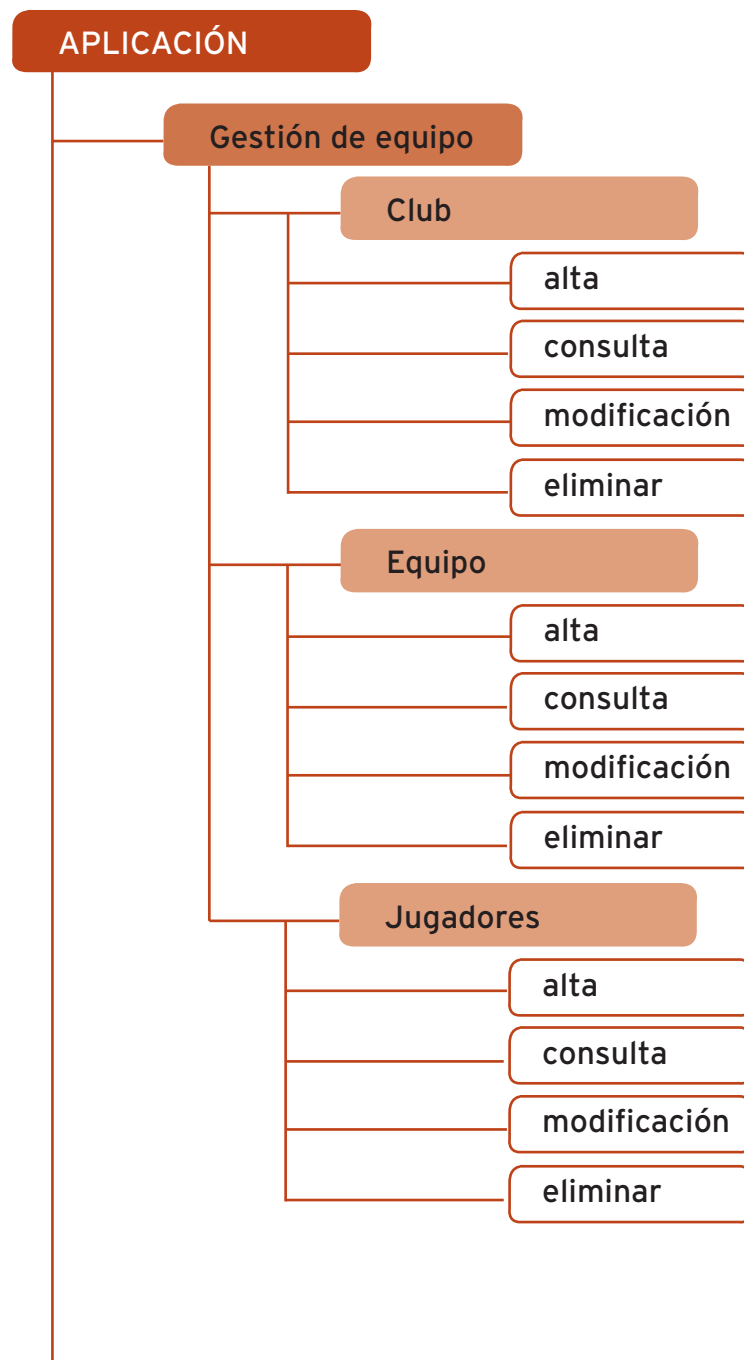 APLICACIÓN
Gestión de equipo
Club
alta
consulta
modificación
eliminar
Equipo
alta
consulta
modificación
eliminar
Jugadores
alta
consulta
modificación
eliminar